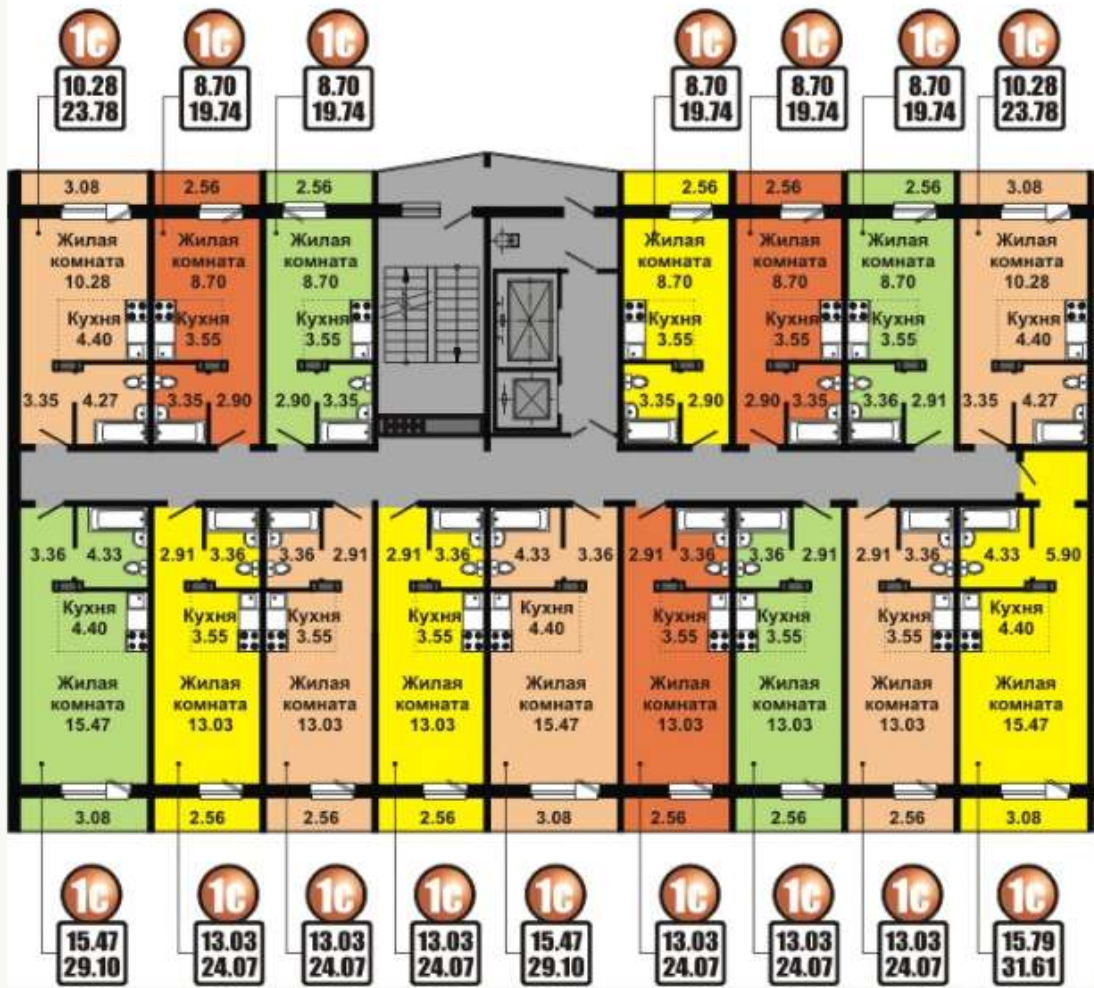 1с 1с 1с 1с 1с 1с 1с
10.28 8.70 8.70 8.70 8.70 8.70 10.28
23.78 19.74 19.74 19.74 19.74 19.74 23.78
3.08 2.56 2.56 2.56 2.56 2.56 3.08
Жилая Жилая Жилая Жилая Жилая Жилая Жилая
комната комната комната комната комната комната комната
10.28 8.70 8.70 8.70 8.70 8.70 10.28
Кухня Кухня Кухня Кухня Кухня Кухня Кухня
4.40 3.55 3.55 3.55 3.55 3.55 4.40
3.35 4.27 3.35 2.90 2.90 3.35 3.35 2.90 2.90 3.35 3.36 2.91 3.35 4.27
3.36 4.33 2.91 3.36 3.36 2.91 2.91 3.36 4.33 3.36 2.91 3.36 3.36 2.91 2.91 3.36 4.33 5.90
Кухня Кухня Кухня Кухня Кухня Кухня Кухня Кухня Кухня
4.40 3.55 3.55 3.55 4.40 3.55 3.55 3.55 4.40
Жилая Жилая Жилая Жилая Жилая Жилая Жилая Жилая Жилая
комната комната комната комната комната комната комната комната комната
15.47 13.03 13.03 13.03 15.47 13.03 13.03 13.03 15.47
3.08 2.56 2.56 2.56 3.08 2.56 2.56 2.56 3.08
1с 1с 1с 1с 1с 1с 1с 1с 1с
15.47 13.03 13.03 13.03 15.47 13.03 13.03 13.03 15.79
29.10 24.07 24.07 24.07 29.10 24.07 24.07 24.07 31.61